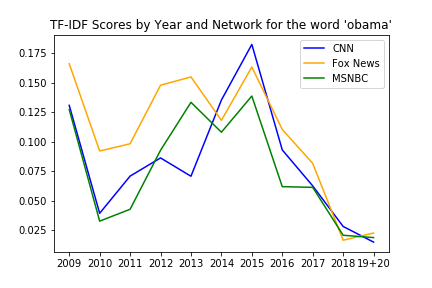 TF-IDF Scores by Year and Network for the word 'obama'
CNN
Fox News
MSNBC
0.175
0.150
0.125
0.100
0.075
0.050
0.025
2009 2010 2011 2012 2013 2014 2015 2016 2017 2018 19+20